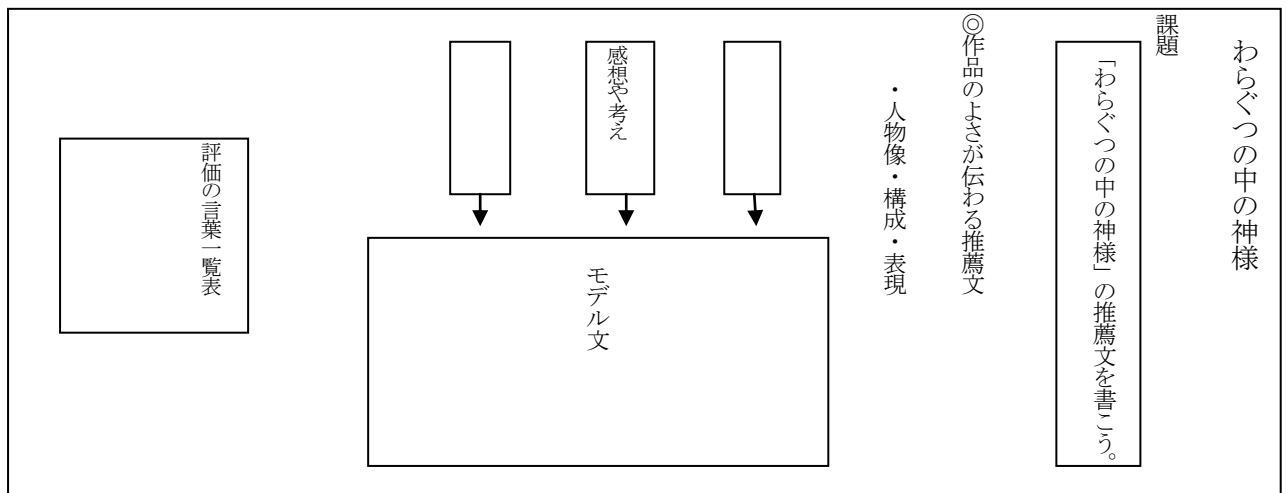 わらぐつの中の神様
課題
「わらぐつの中の神様」の推薦文を書こう。
◎作品のよさが伝わる推薦文
・人物像・構成・表現
感想や考え
モデル文
評価の言葉一覧表